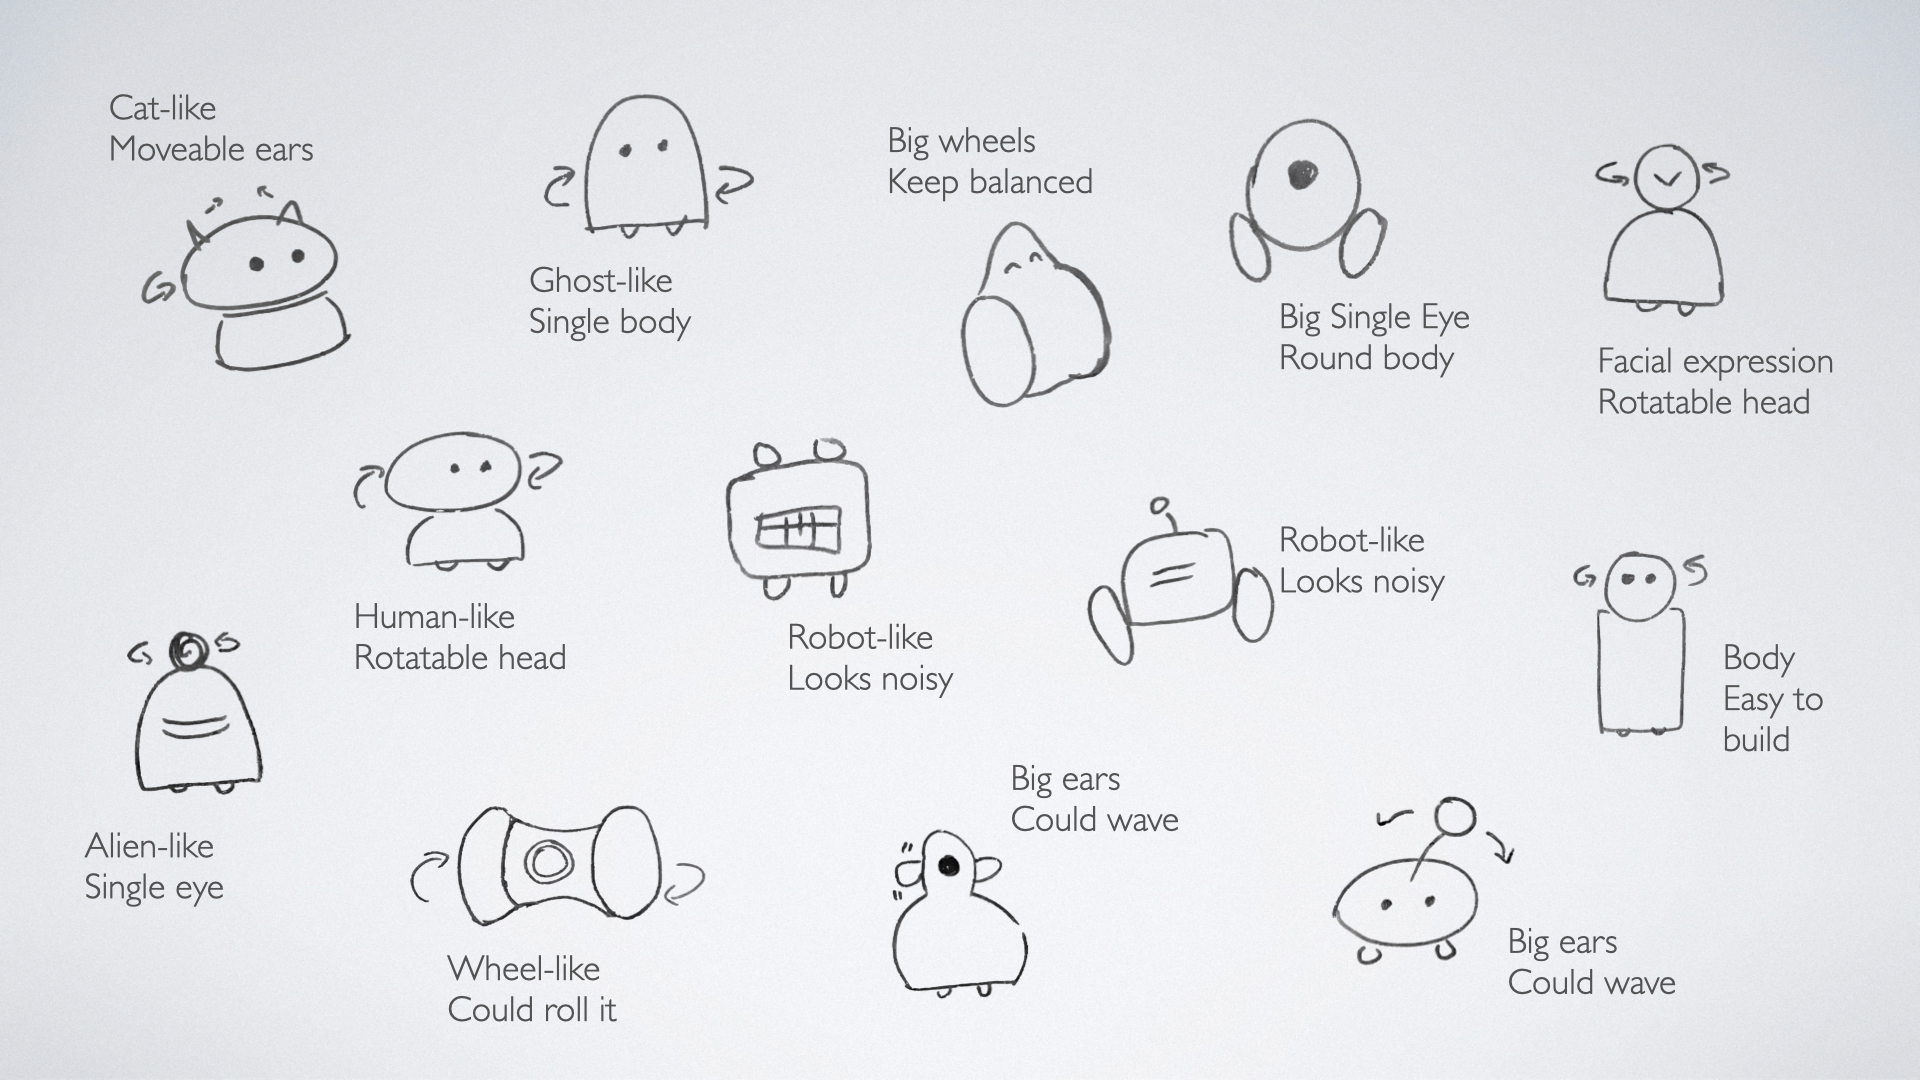 Cat-like
Moveable ears
Ghost-like
Single body
Big wheels
Keep balanced
Big Single Eye
Round body
Facial expression
Rotatable head
Human-like
Rotatable head
Robot-like
Looks noisy
Robot-like
Looks noisy
Body
Easy to
build
Alien-like
Single eye
Wheel-like
Could roll it
Big ears
Could wave
Big ears
Could wave